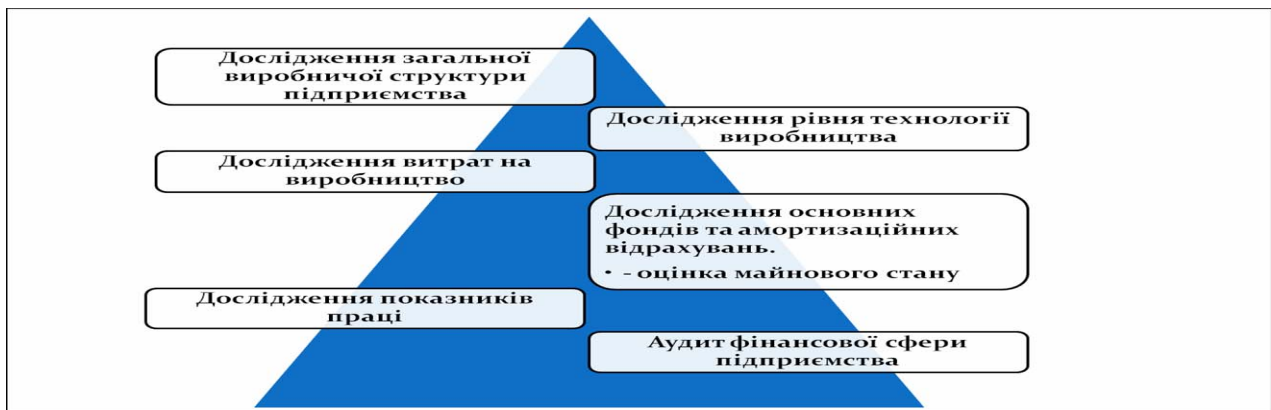 Дослідження загальної
виробничої структури
підприємства
Дослідження рівня технології
виробництва
Дослідження витрат на
виробництво
Дослідження основних
фондів та амортизаційних
відрахувань.
• - оцінка майнового стану
Дослідження показників
праці
Аудит фінансової сфери
підприємства